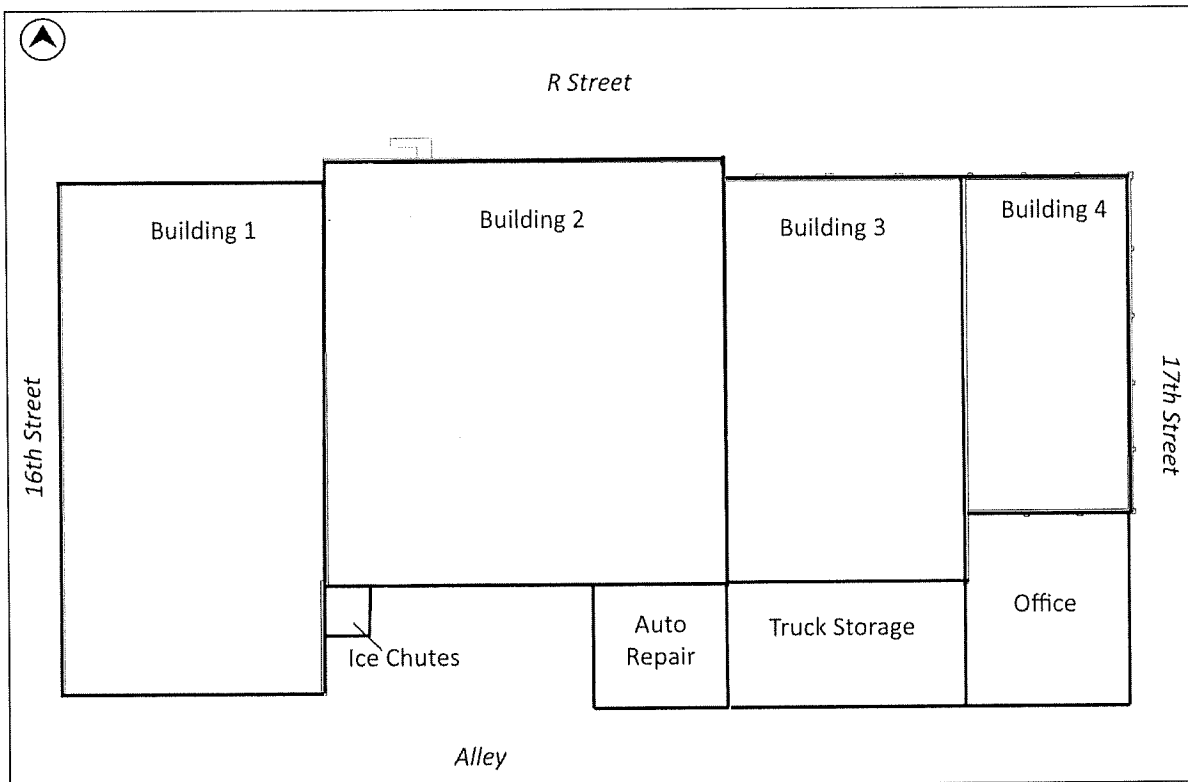 R Street
Building 1
Building 2
Building 3
Building 4
16th Street
17th Street
Ice Chutes
Auto
Repair
Truck Storage
Office
Alley